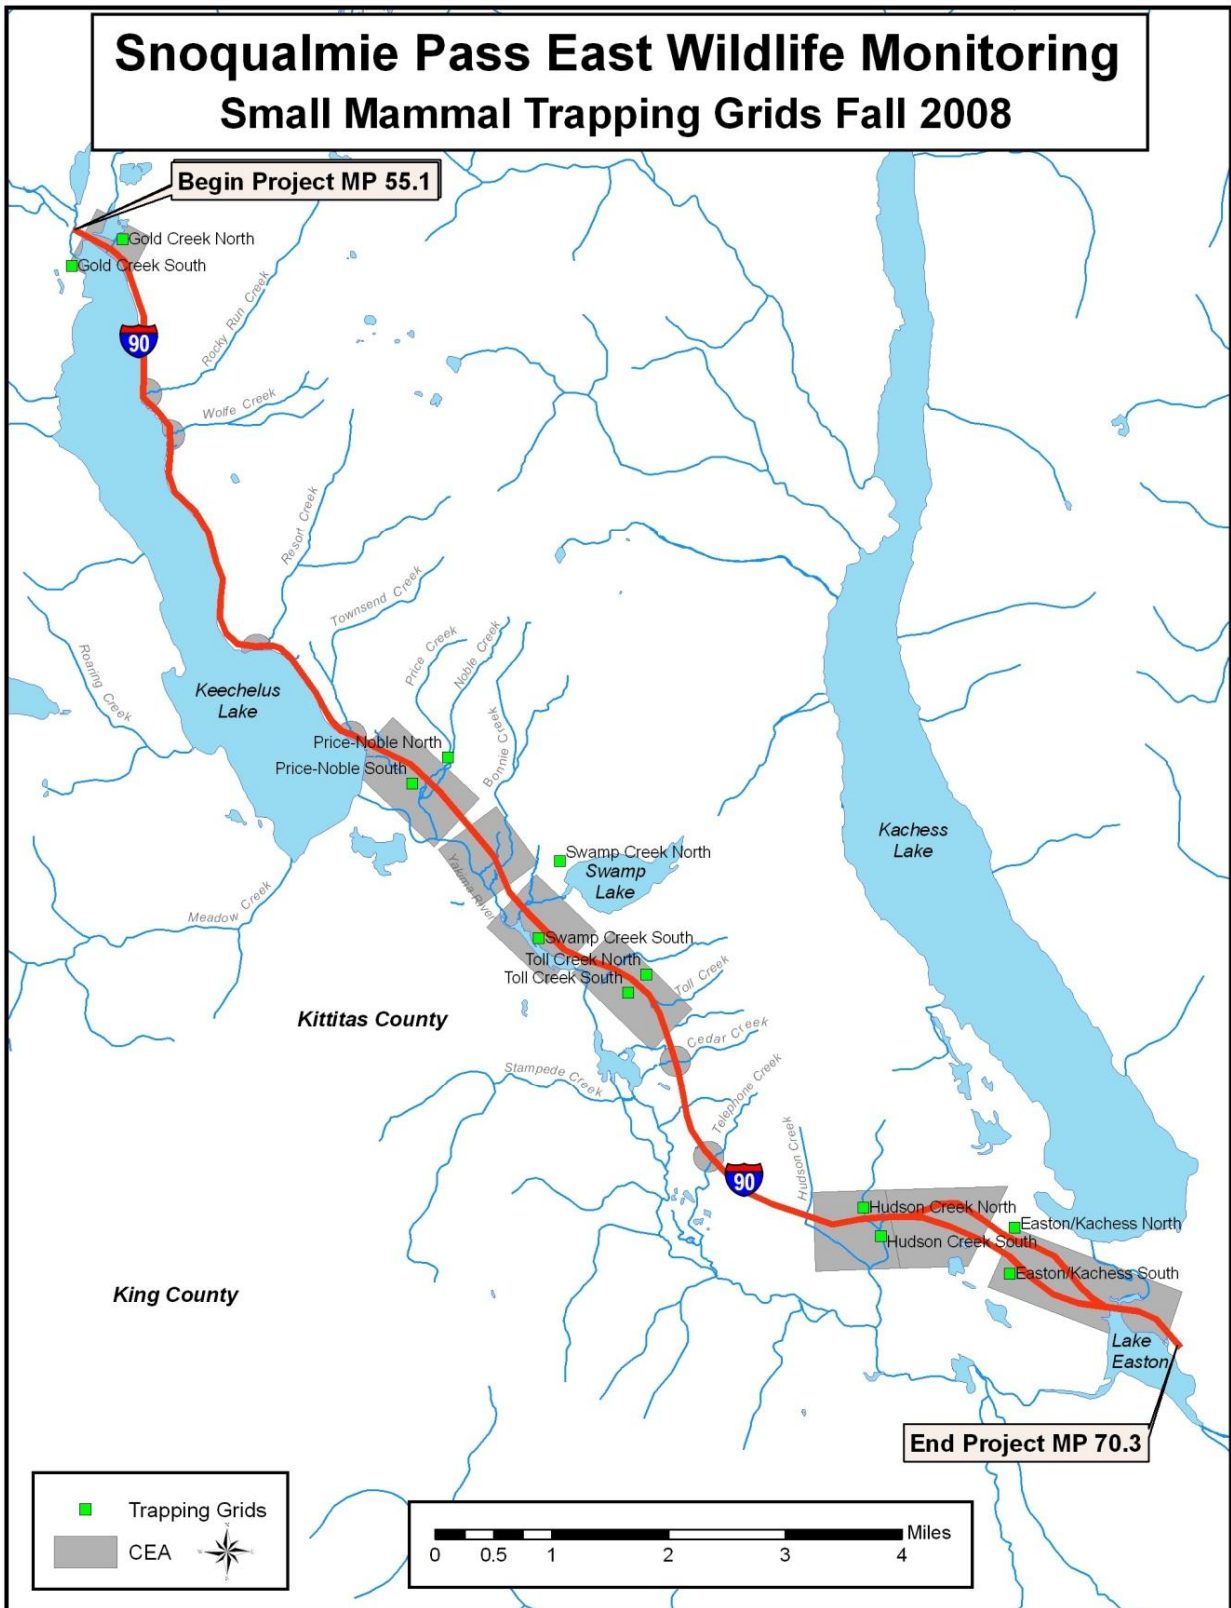 Snoqualmie Pass East Wildlife Monitoring
Small Mammal Trapping Grids Fall 2008
Begin Project MP 55.1
Gold Creek North
Gold Creek South
90
Rocky Run Creek
Wolfe Creek
Resort Creek
Townsend Creek
Price Creek
Noble Creek
Bonnie Creek
Roaring Creek
Keechelus
Lake
Price-Noble North
Price-Noble South
Kachess
Lake
Swamp Creek North
Swamp
Lake
Yakima River
Meadow Creek
Swamp Creek South
Toll Creek North
Toll Creek South
Toll Creek
Kittitas County
Cedar Creek
Stampede Creek
Telephone Creek
Hudson Creek
90
Hudson Creek North
Hudson Creek South
Easton/Kachess North
Easton/Kachess South
King County
Lake
Easton
End Project MP 70.3
Trapping Grids
CEA
Miles
0 0.5 1 2 3 4